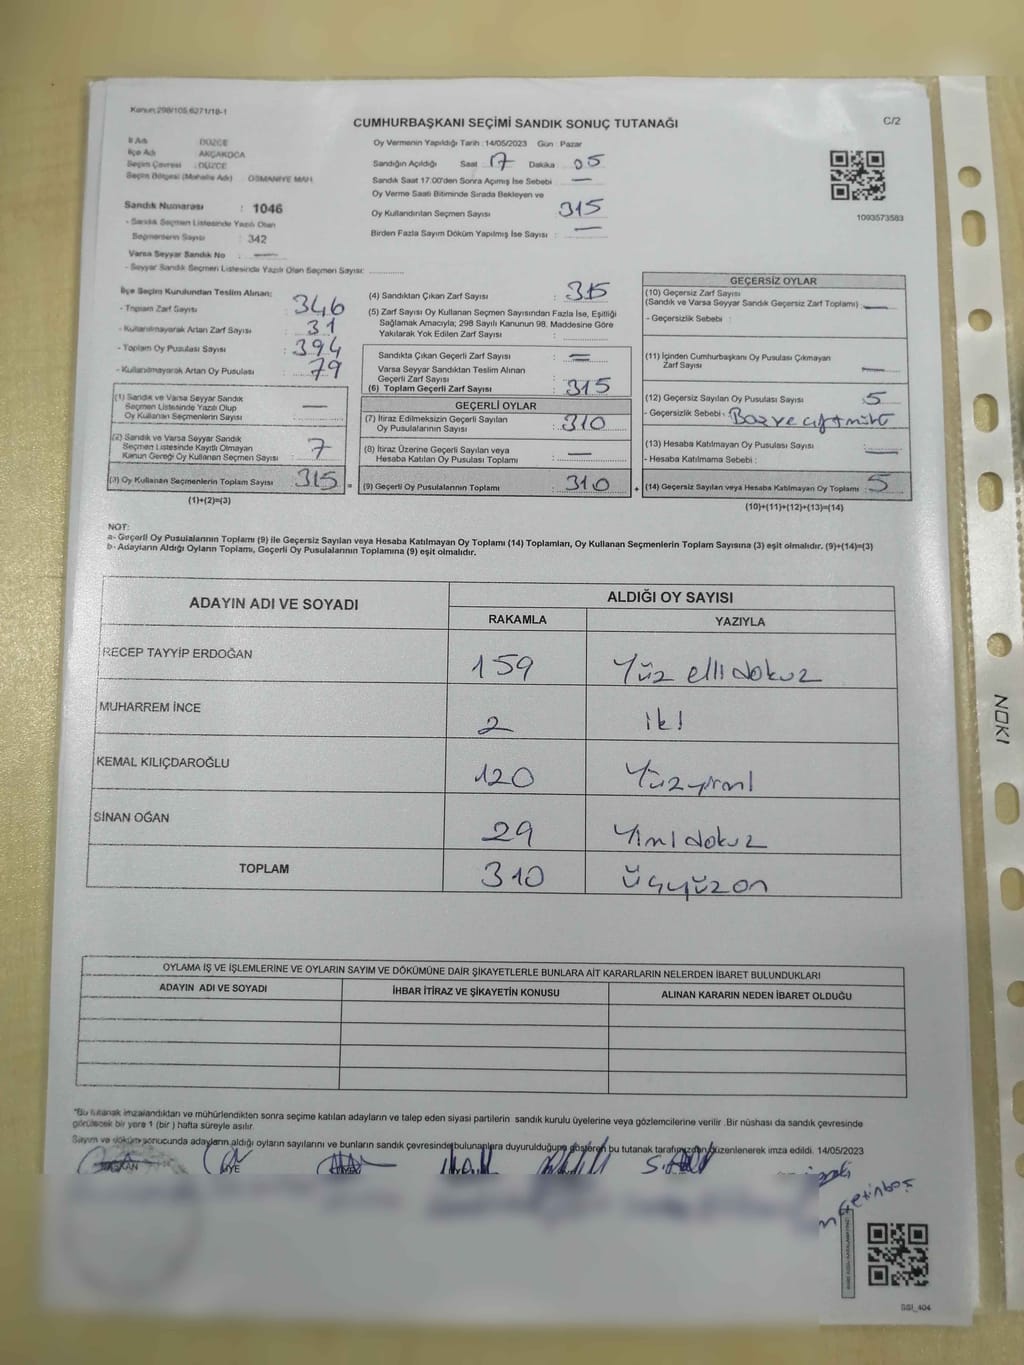 Kanun:298/105,6271/18-1
CUMHURBAŞKANI SEÇİMİ SANDIK SONUÇ TUTANAĞI
C/2
İl Adı : DÜZCE
İlçe Adı : AKÇAKOCA
Seçim Çevresi : DÜZCE
Seçim Bölgesi (Mahalle Adı) : OSMANİYE MAH.
Sandık Numarası : 1046
- Sandık Seçmen Listesinde Yazılı Olan
Seçmenlerin Sayısı : 342
Varsa Seyyar Sandık No : —
- Seyyar Sandık Seçmen Listesinde Yazılı Olan Seçmen Sayısı:
Oy Vermenin Yapıldığı Tarih :14/05/2023 Gün : Pazar
Sandığın Açıldığı Saat 17 Dakika 05
Sandık Saat 17.00'den Sonra Açılmış İse Sebebi : —
Oy Verme Saati Bitiminde Sırada Bekleyen ve
Oy Kullandırılan Seçmen Sayısı : 315
Birden Fazla Sayım Döküm Yapılmış İse Sayısı : —
1093573583
İlçe Seçim Kurulundan Teslim Alınan:
- Toplam Zarf Sayısı : 346
- Kullanılmayarak Artan Zarf Sayısı : 31
- Toplam Oy Pusulası Sayısı : 394
- Kullanılmayarak Artan Oy Pusulası : 79
(1) Sandık ve Varsa Seyyar Sandık
Seçmen Listesinde Yazılı Olup
Oy Kullanan Seçmenlerin Sayısı : —
(2) Sandık ve Varsa Seyyar Sandık
Seçmen Listesinde Kayıtlı Olmayan
Kanun Gereği Oy Kullanan Seçmen Sayısı : 7
(3) Oy Kullanan Seçmenlerin Toplam Sayısı : 315 =
(1)+(2)=(3)
(4) Sandıktan Çıkan Zarf Sayısı : 315
(5) Zarf Sayısı Oy Kullanan Seçmen Sayısından Fazla İse, Eşitliği
Sağlamak Amacıyla; 298 Sayılı Kanunun 98. Maddesine Göre
Yakılarak Yok Edilen Zarf Sayısı :
Sandıkta Çıkan Geçerli Zarf Sayısı : —
Varsa Seyyar Sandıktan Teslim Alınan
Geçerli Zarf Sayısı : —
(6) Toplam Geçerli Zarf Sayısı : 315
GEÇERLİ OYLAR
(7) İtiraz Edilmeksizin Geçerli Sayılan
Oy Pusulalarının Sayısı : 310
(8) İtiraz Üzerine Geçerli Sayılan veya
Hesaba Katılan Oy Pusulası Toplamı : —
(9) Geçerli Oy Pusulalarının Toplamı : 310 +
GEÇERSİZ OYLAR
(10) Geçersiz Zarf Sayısı
(Sandık ve Varsa Seyyar Sandık Geçersiz Zarf Toplamı) : —
- Geçersizlik Sebebi :
(11) İçinden Cumhurbaşkanı Oy Pusulası Çıkmayan
Zarf Sayısı : —
(12) Geçersiz Sayılan Oy Pusulası Sayısı : 5
- Geçersizlik Sebebi : Boş ve çift mühür
(13) Hesaba Katılmayan Oy Pusulası Sayısı : —
- Hesaba Katılmama Sebebi :
(14) Geçersiz Sayılan veya Hesaba Katılmayan Oy Toplamı : 5
(10)+(11)+(12)+(13)=(14)
NOT:
a- Geçerli Oy Pusulalarının Toplamı (9) ile Geçersiz Sayılan veya Hesaba Katılmayan Oy Toplamı (14) Toplamları, Oy Kullanan Seçmenlerin Toplam Sayısına (3) eşit olmalıdır. (9)+(14)=(3)
b- Adayların Aldığı Oyların Toplamı, Geçerli Oy Pusulalarının Toplamına (9) eşit olmalıdır.
ADAYIN ADI VE SOYADI ALDIĞI OY SAYISI
RAKAMLA YAZIYLA
RECEP TAYYİP ERDOĞAN 159 Yüz elli dokuz
MUHARREM İNCE 2 iki
KEMAL KILIÇDAROĞLU 120 Yüzyirmi
SİNAN OĞAN 29 Yirmi dokuz
TOPLAM 310 üçyüzon
OYLAMA İŞ VE İŞLEMLERİNE VE OYLARIN SAYIM VE DÖKÜMÜNE DAİR ŞİKAYETLERLE BUNLARA AİT KARARLARIN NELERDEN İBARET BULUNDUKLARI
ADAYIN ADI VE SOYADI İHBAR İTİRAZ VE ŞİKAYETİN KONUSU ALINAN KARARIN NEDEN İBARET OLDUĞU
*Bu tutanak imzalandıktan ve mühürlendikten sonra seçime katılan adayların ve talep eden siyasi partilerin sandık kurulu üyelerine veya gözlemcilerine verilir .Bir nüshası da sandık çevresinde
görülecek bir yere 1 (bir ) hafta süreyle asılır.
Sayım ve döküm sonucunda adayların aldığı oyların sayıları ve bunların sandık çevresinde bulunanlara duyurulduğunu gösteren bu tutanak tarafımızdan düzenlenerek imza edildi. 14/05/2023
BAŞKAN ÜYE
SSI_404
NOKI